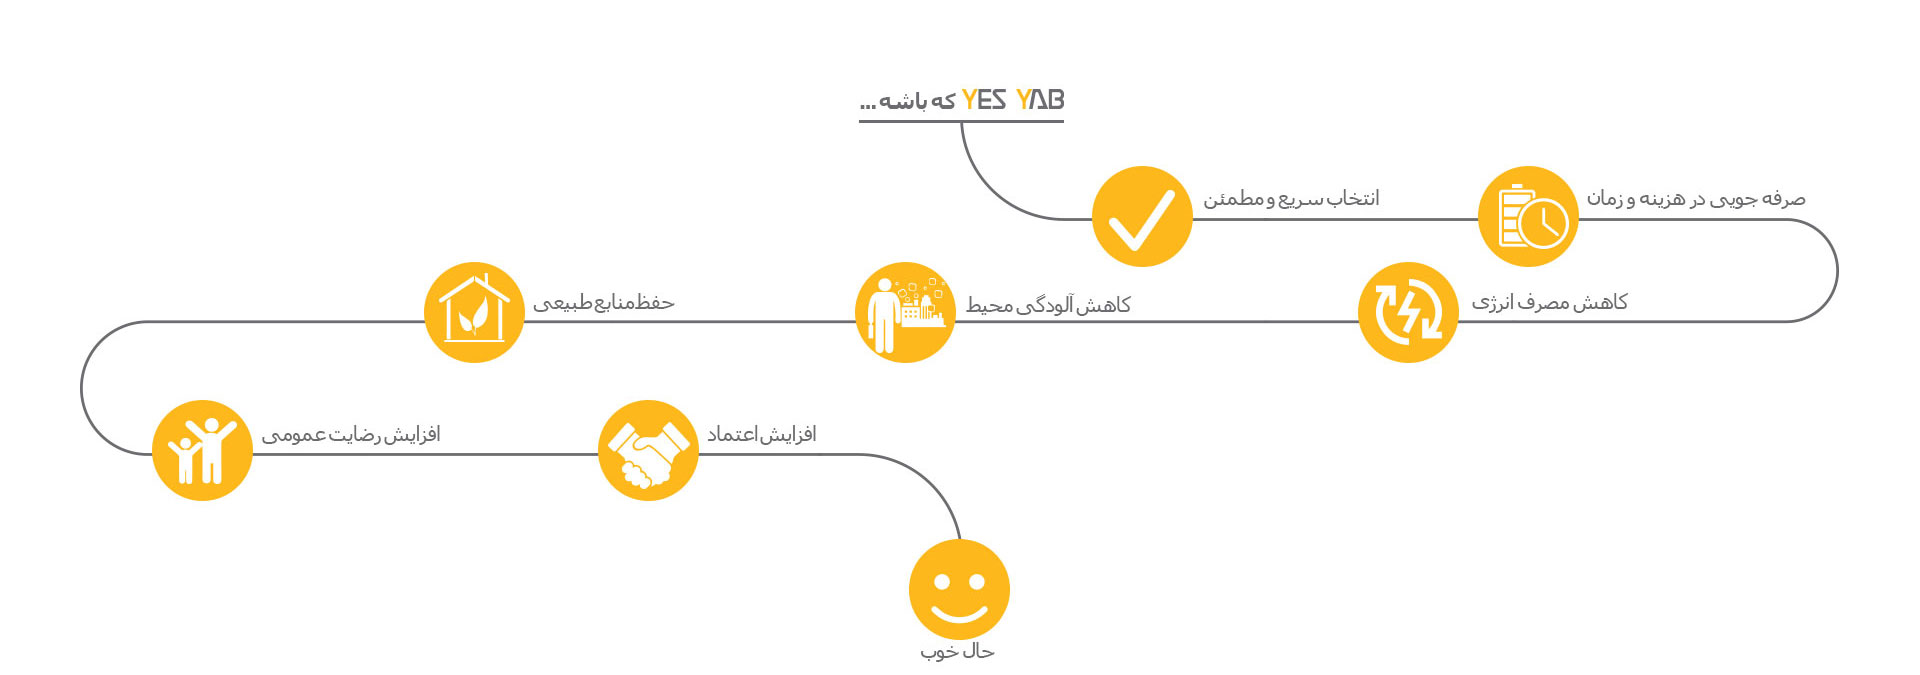 YES YAB که باشه ...
انتخاب سریع و مطمئن
صرفه جویی در هزینه و زمان
کاهش مصرف انرژی
کاهش آلودگی محیط
حفظ منابع طبیعی
افزایش رضایت عمومی
افزایش اعتماد
حال خوب